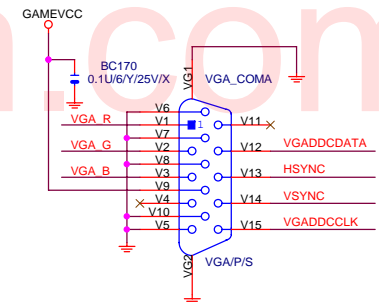 GAMEVCC
BC170
0.1U/6/Y/25V/X
VG1
VGA_COMA
V6
VGA_R V1 1 V11
V7
VGA_G V2 V12 VGADDCDATA
V8
VGA_B V3 V13 HSYNC
V9
V4 V14 VSYNC
V10
V5 V15 VGADDCCLK
VG2
VGA/P/S
n.com